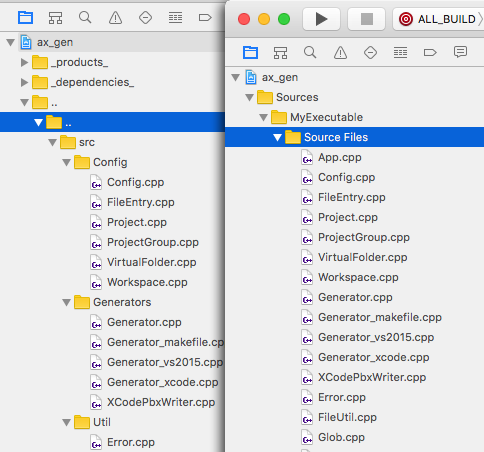 ax_gen
_products_
_dependencies_
..
..
src
Config
Config.cpp
FileEntry.cpp
Project.cpp
ProjectGroup.cpp
VirtualFolder.cpp
Workspace.cpp
Generators
Generator.cpp
Generator_makefile.cpp
Generator_vs2015.cpp
Generator_xcode.cpp
XCodePbxWriter.cpp
Util
Error.cpp
ALL_BUILD
ax_gen
Sources
MyExecutable
Source Files
App.cpp
Config.cpp
FileEntry.cpp
Project.cpp
ProjectGroup.cpp
VirtualFolder.cpp
Workspace.cpp
Generator.cpp
Generator_makefile.cpp
Generator_vs2015.cpp
Generator_xcode.cpp
XCodePbxWriter.cpp
Error.cpp
FileUtil.cpp
Glob.cpp